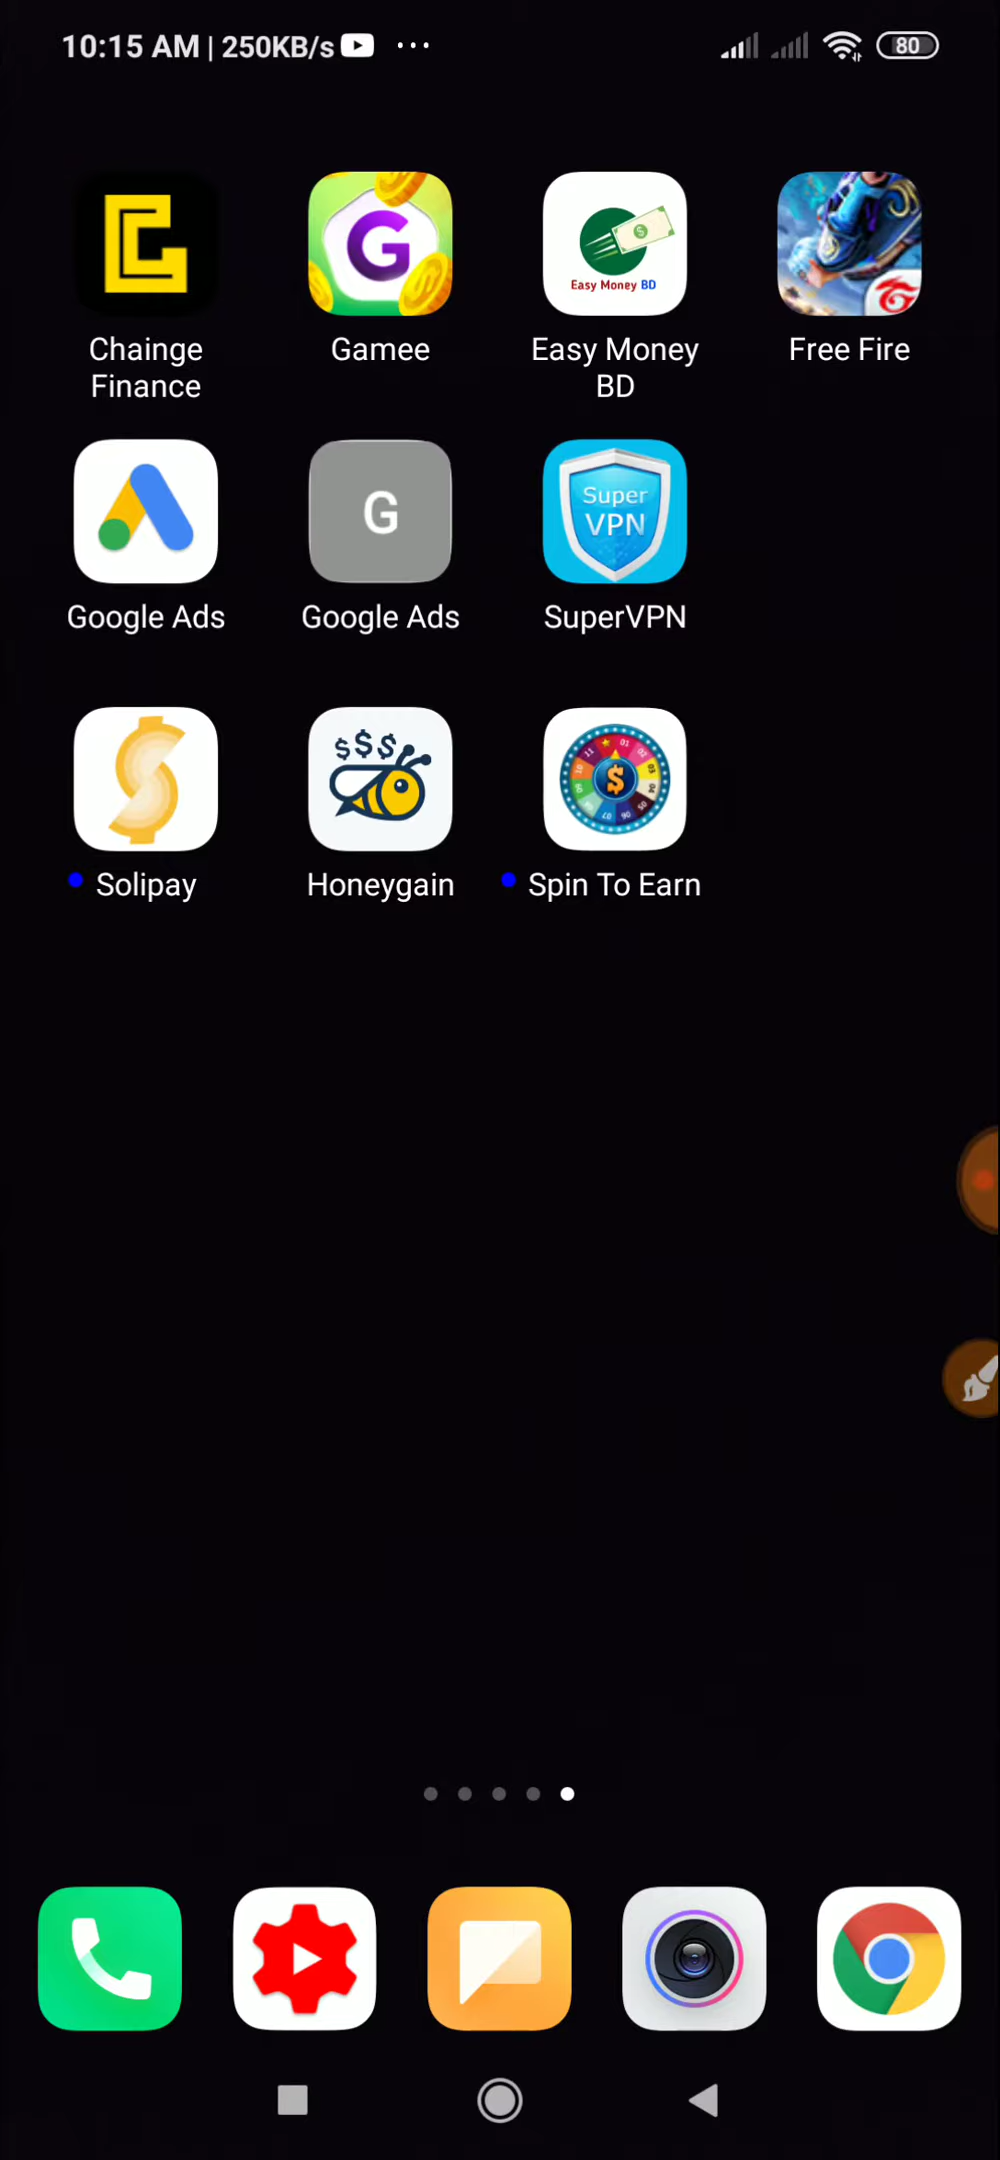 10:15 AM | 250KB/s ... 80
Easy Money BD
Chainge
Finance
Gamee
Easy Money
BD
Free Fire
G
Super
VPN
Google Ads
Google Ads
SuperVPN
$$$
$
Solipay
Honeygain
Spin To Earn